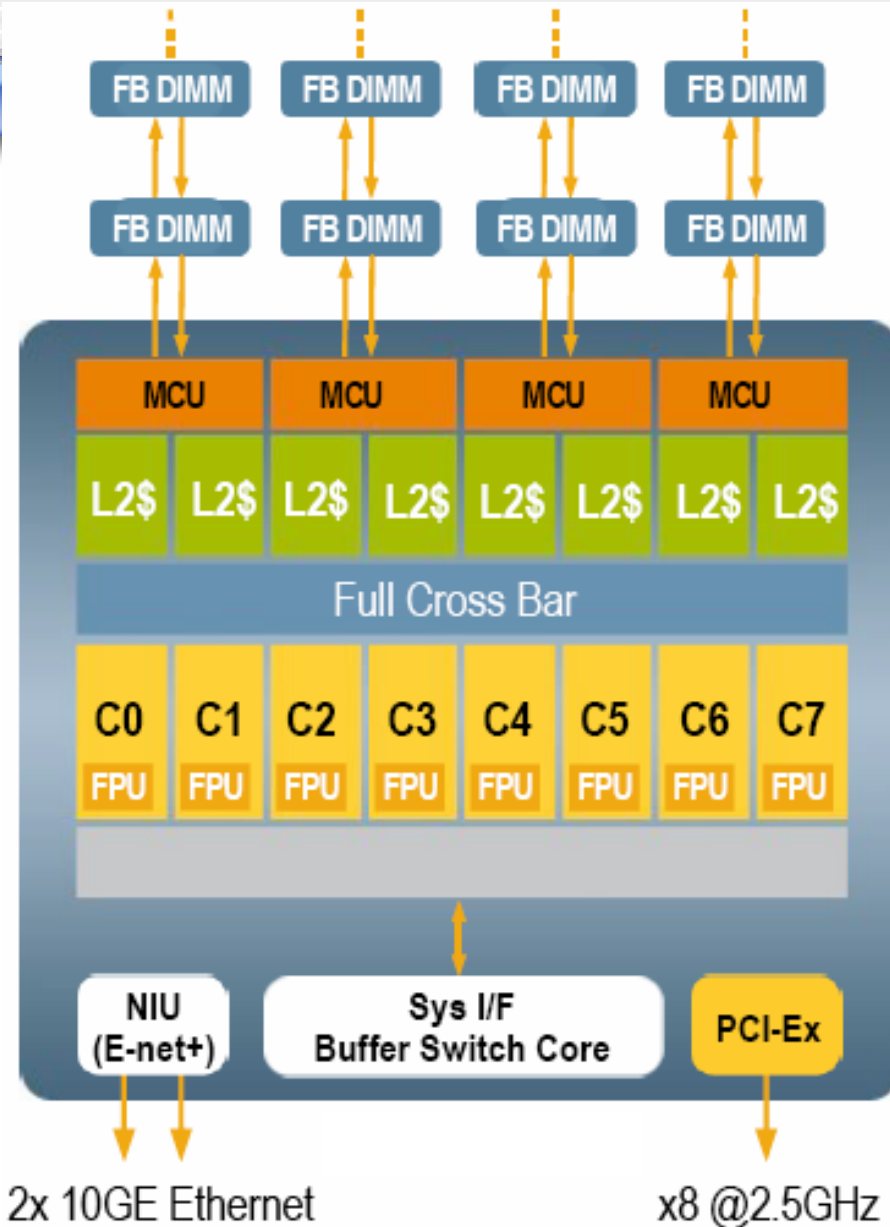 FB DIMM FB DIMM FB DIMM FB DIMM
FB DIMM FB DIMM FB DIMM FB DIMM
MCU MCU MCU MCU
L2$ L2$ L2$ L2$ L2$ L2$ L2$ L2$
Full Cross Bar
C0 C1 C2 C3 C4 C5 C6 C7
FPU FPU FPU FPU FPU FPU FPU FPU
NIU
(E-net+)
Sys I/F
Buffer Switch Core
PCI-Ex
2x 10GE Ethernet
x8 @2.5GHz